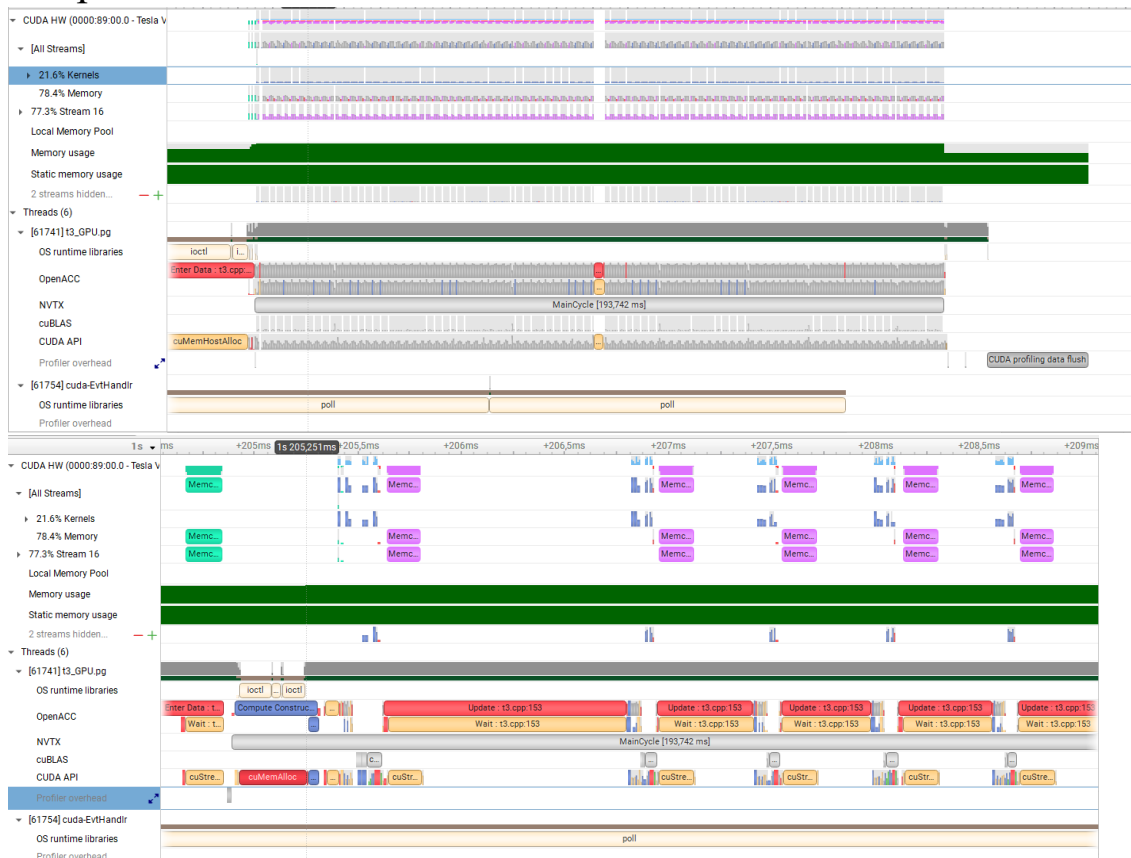 CUDA HW (0000:89:00.0 - Tesla V
[All Streams]
21.6% Kernels
78.4% Memory
77.3% Stream 16
Local Memory Pool
Memory usage
Static memory usage
2 streams hidden... − +
Threads (6)
[61741] t3_GPU.pg
OS runtime libraries ioctl i...
OpenACC Enter Data : t3.cpp:... ...
...
NVTX MainCycle [193,742 ms]
cuBLAS
CUDA API cuMemHostAlloc ...
Profiler overhead CUDA profiling data flush
[61754] cuda-EvtHandlr
OS runtime libraries poll poll
Profiler overhead
1s ms +205ms 1s 205,251ms +205,5ms +206ms +206,5ms +207ms +207,5ms +208ms +208,5ms +209ms
CUDA HW (0000:89:00.0 - Tesla V
[All Streams] Memc... Memc... Memc... Memc... Memc... Memc...
21.6% Kernels
78.4% Memory Memc... Memc... Memc... Memc... Memc... Memc...
77.3% Stream 16 Memc... Memc... Memc... Memc... Memc... Memc...
Local Memory Pool
Memory usage
Static memory usage
2 streams hidden... − +
Threads (6)
[61741] t3_GPU.pg
OS runtime libraries ioctl ... ioctl
OpenACC Enter Data : t... Compute Construc... ... Update : t3.cpp:153 Update : t3.cpp:153 Update : t3.cpp:153 Update : t3.cpp:153 Update : t3.cpp:153
Wait : t... ... Wait : t3.cpp:153 Wait : t3.cpp:153 Wait : t3.cpp:153 Wait : t3.cpp:153 Wait : t3.cpp:153
NVTX MainCycle [193,742 ms]
cuBLAS c... ... ... ... ...
CUDA API cuStre... cuMemAlloc ... ... cuStr... cuStr... cuStr... cuStr... cuStr...
Profiler overhead
[61754] cuda-EvtHandlr
OS runtime libraries poll
Profiler overhead